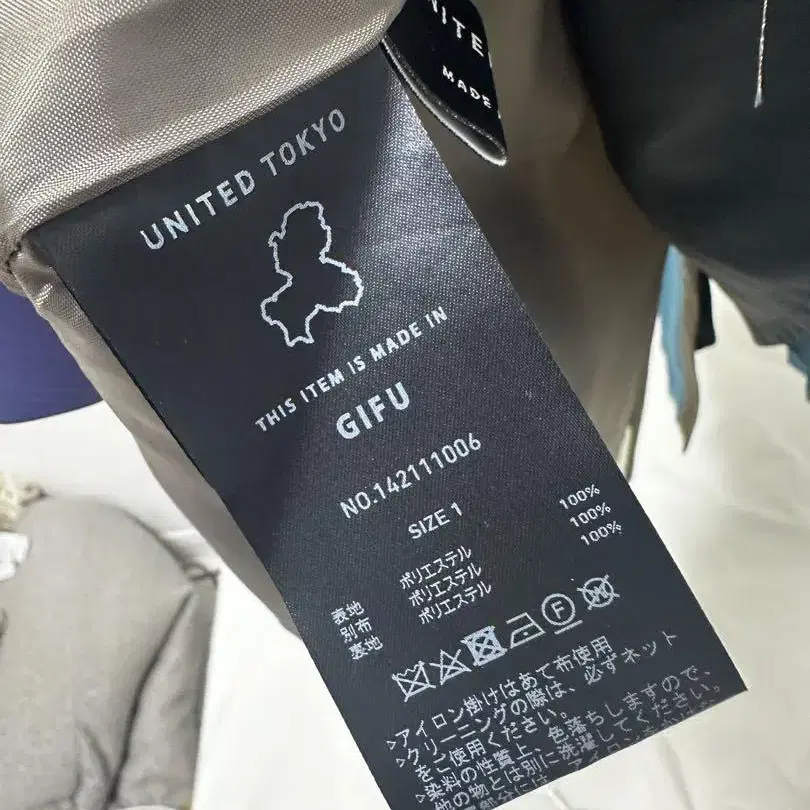 UNITED TOKYO
THIS ITEM IS MADE IN
GIFU
NO.142111006
SIZE 1
表地 ポリエステル 100%
別布 ポリエステル 100%
裏地 ポリエステル 100%
F
W
>アイロン掛けはあて布使用
>クリーニングの際は、必ずネット
をご使用ください。
>染料の性質上、色落ちしますので、
他の物とは別に洗濯してください。
MADE